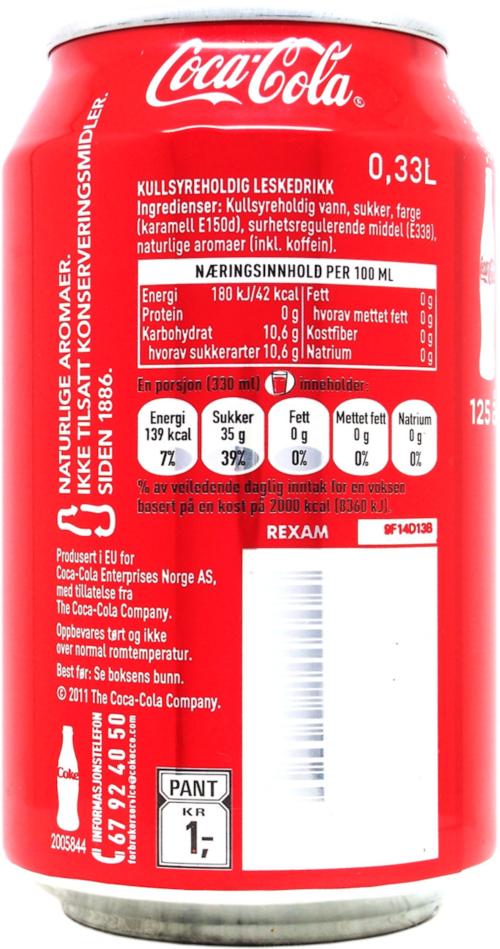 Coca-Cola®
0,33L
KULLSYREHOLDIG LESKEDRIKK
Ingredienser: Kullsyreholdig vann, sukker, farge
(karamell E150d), surhetsregulerende middel (E338),
naturlige aromaer (inkl. koffein).
NÆRINGSINNHOLD PER 100 ML
Energi 180 kJ/42 kcal Fett 0 g
Protein 0 g hvorav mettet fett 0 g
Karbohydrat 10,6 g Kostfiber 0 g
hvorav sukkerarter 10,6 g Natrium 0 g
En porsjon (330 ml) inneholder:
Energi Sukker Fett Mettet fett Natrium
139 kcal 35 g 0 g 0 g 0 g
7% 39% 0% 0% 0%
% av veiledende daglig inntak for en voksen
basert på en kost på 2000 kcal (8360 kJ).
NATURLIGE AROMAER.
IKKE TILSATT KONSERVERINGSMIDLER.
SIDEN 1886.
125
REXAM
9F14D13B
Produsert i EU for
Coca-Cola Enterprises Norge AS,
med tillatelse fra
The Coca-Cola Company.
Oppbevares tørt og ikke
over normal romtemperatur.
Best før: Se boksens bunn.
© 2011 The Coca-Cola Company.
Coke
2005844
INFORMASJONSTELEFON
67 92 40 50
forbrukerservice@cokecce.com
PANT
KR
1,-